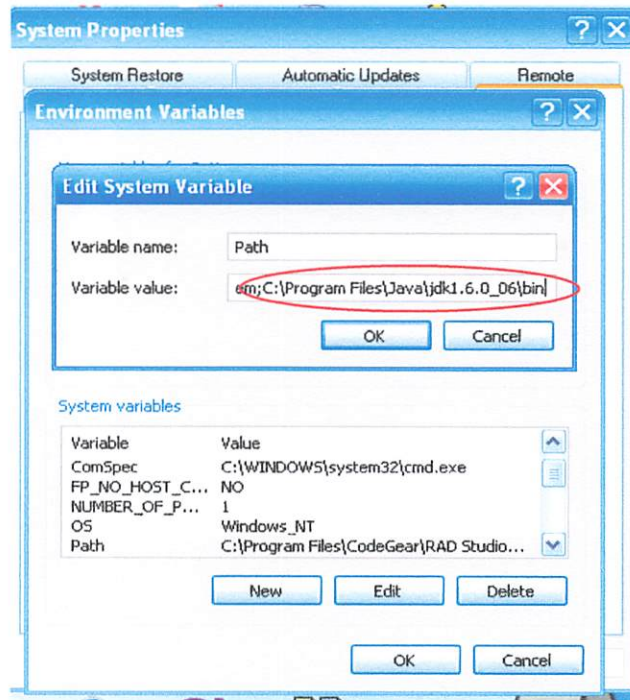 System Properties
System Restore Automatic Updates Remote
Environment Variables
Edit System Variable
Variable name: Path
Variable value: em;C:\Program Files\Java\jdk1.6.0_06\bin
OK Cancel
System variables
Variable Value
ComSpec C:\WINDOWS\system32\cmd.exe
FP_NO_HOST_C... NO
NUMBER_OF_P... 1
OS Windows_NT
Path C:\Program Files\CodeGear\RAD Studio...
New Edit Delete
OK Cancel